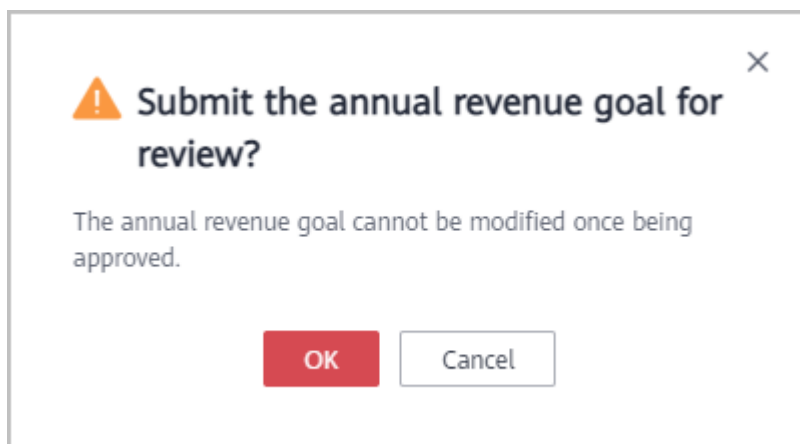 Submit the annual revenue goal for
review?
The annual revenue goal cannot be modified once being
approved.
OK
Cancel